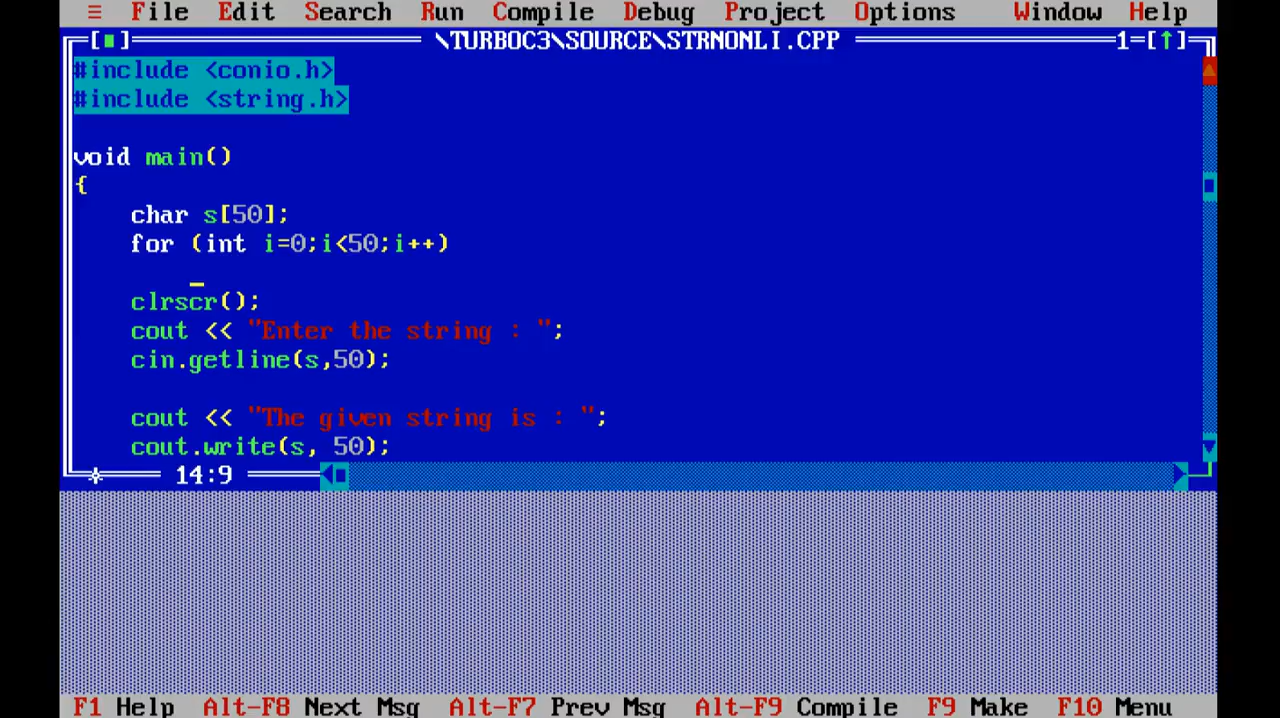 ≡ File Edit Search Run Compile Debug Project Options Window Help
[■] \TURBOC3\SOURCE\STRNONLI.CPP 1=[↑]
#include <conio.h>
#include <string.h>
void main()
{
char s[50];
for (int i=0;i<50;i++)
clrscr();
cout << "Enter the string : ";
cin.getline(s,50);
cout << "The given string is : ";
cout.write(s, 50);
14:9
F1 Help Alt-F8 Next Msg Alt-F7 Prev Msg Alt-F9 Compile F9 Make F10 Menu